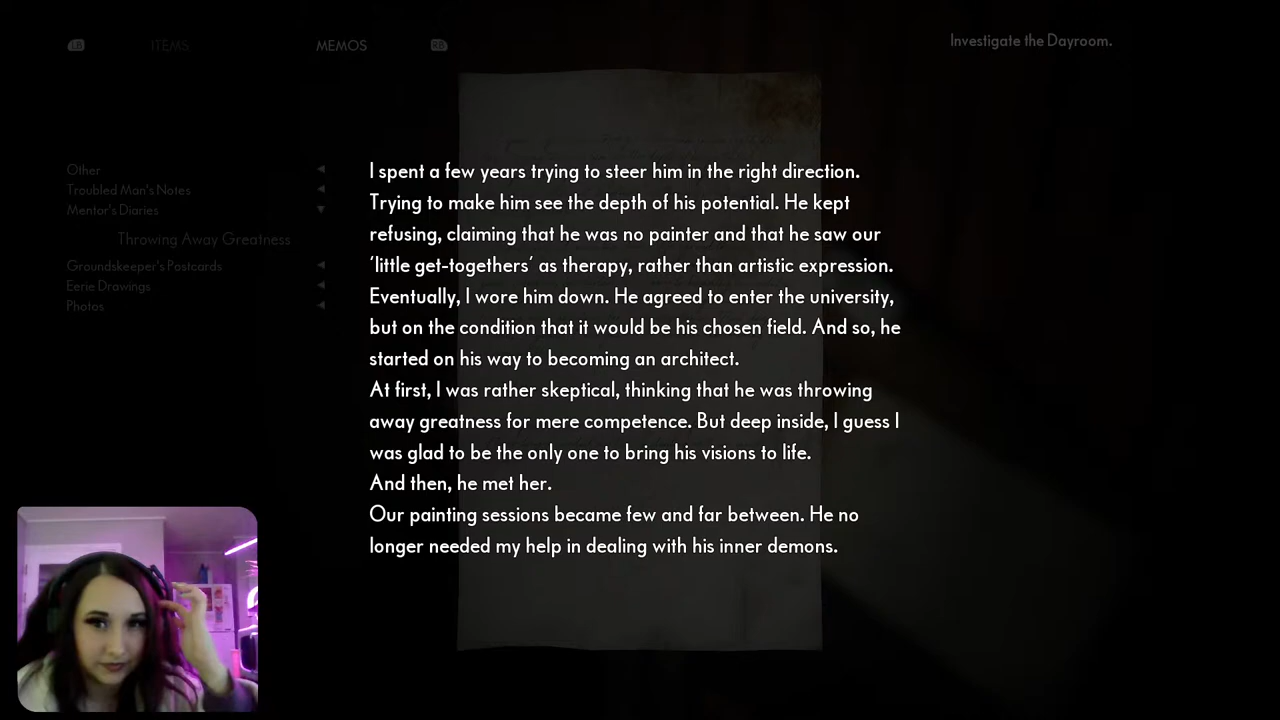 LB
ITEMS
MEMOS
RB
Investigate the Dayroom.
Other
Troubled Man's Notes
Mentor's Diaries
Throwing Away Greatness
Groundskeeper's Postcards
Eerie Drawings
Photos
I spent a few years trying to steer him in the right direction.
Trying to make him see the depth of his potential. He kept
refusing, claiming that he was no painter and that he saw our
'little get-togethers' as therapy, rather than artistic expression.
Eventually, I wore him down. He agreed to enter the university,
but on the condition that it would be his chosen field. And so, he
started on his way to becoming an architect.
At first, I was rather skeptical, thinking that he was throwing
away greatness for mere competence. But deep inside, I guess I
was glad to be the only one to bring his visions to life.
And then, he met her.
Our painting sessions became few and far between. He no
longer needed my help in dealing with his inner demons.